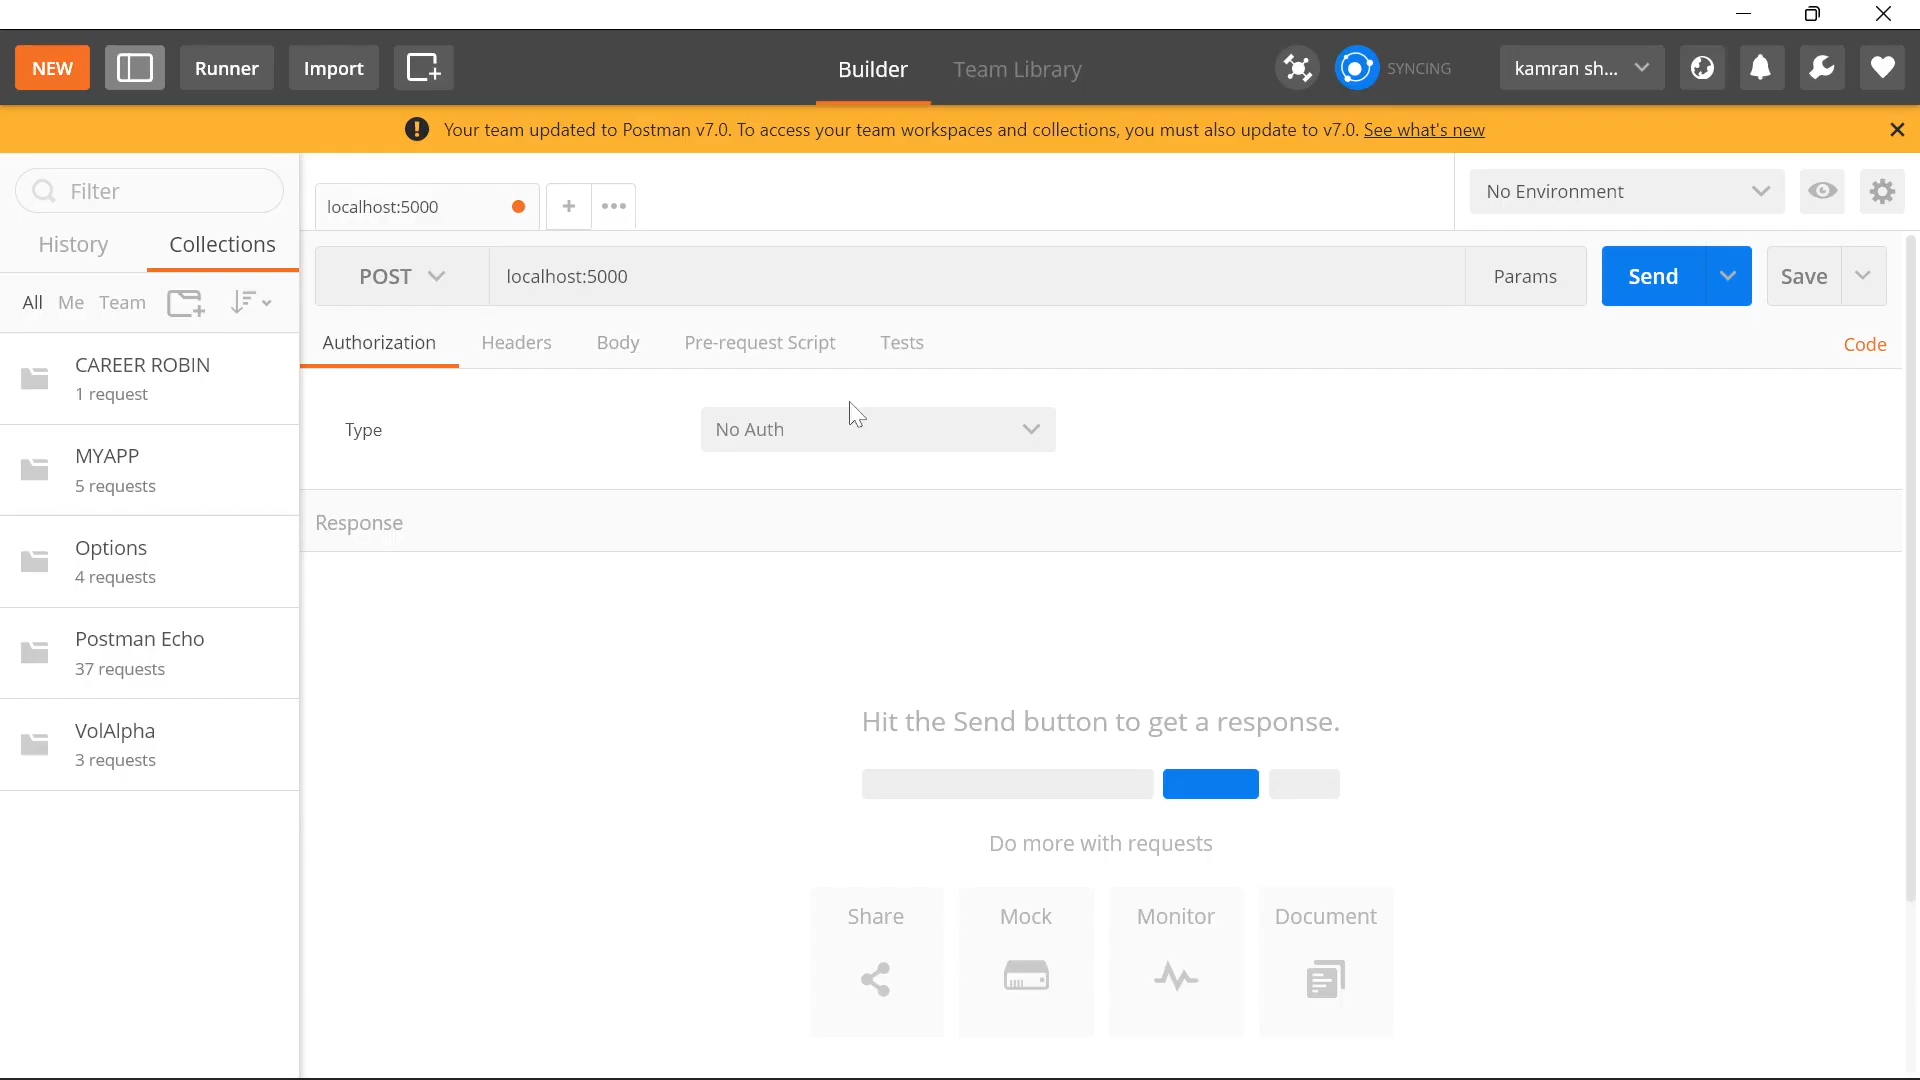 NEW
Runner
Import
Builder
Team Library
SYNCING
kamran sh...
Your team updated to Postman v7.0. To access your team workspaces and collections, you must also update to v7.0. See what's new
Filter
History
Collections
All
Me
Team
CAREER ROBIN
1 request
MYAPP
5 requests
Options
4 requests
Postman Echo
37 requests
VolAlpha
3 requests
localhost:5000
No Environment
POST
localhost:5000
Params
Send
Save
Authorization
Headers
Body
Pre-request Script
Tests
Code
Type
No Auth
Response
Hit the Send button to get a response.
Do more with requests
Share
Mock
Monitor
Document